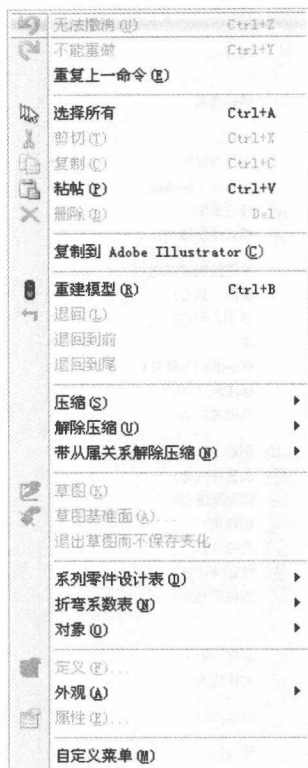 无法撤消(U) Ctrl+Z
不能重做 Ctrl+Y
重复上一命令(E)
选择所有 Ctrl+A
剪切(T) Ctrl+X
复制(C) Ctrl+C
粘帖(P) Ctrl+V
删除(D) Del
复制到 Adobe Illustrator(C)
重建模型(R) Ctrl+B
退回(L)
退回到前
退回到尾
压缩(S)
解除压缩(U)
带从属关系解除压缩(N)
草图(K)
草图基准面(A)...
退出草图而不保存变化
系列零件设计表(D)
折弯系数表(N)
对象(O)
定义(F)...
外观(A)
属性(E)...
自定义菜单(M)